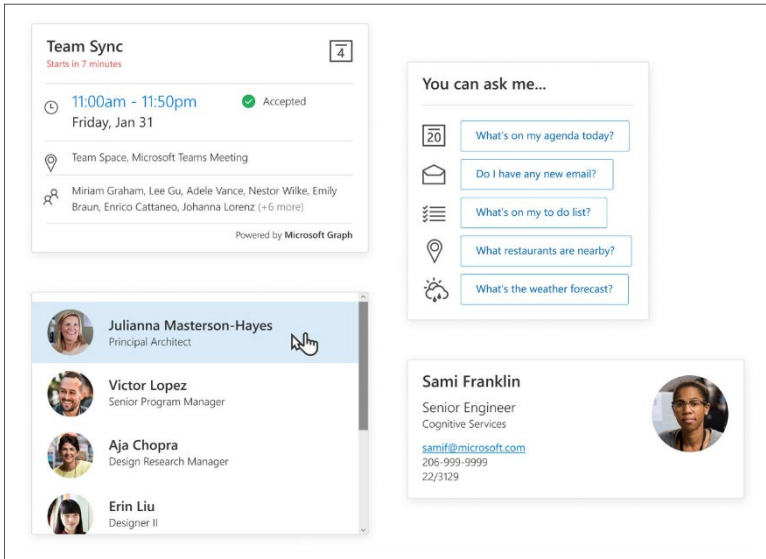 Team Sync
Starts in 7 minutes
4
11:00am - 11:50pm
Accepted
Friday, Jan 31
Team Space, Microsoft Teams Meeting
Miriam Graham, Lee Gu, Adele Vance, Nestor Wilke, Emily
Braun, Enrico Cattaneo, Johanna Lorenz (+6 more)
Powered by Microsoft Graph
You can ask me...
20
What's on my agenda today?
Do I have any new email?
What's on my to do list?
What restaurants are nearby?
What's the weather forecast?
Julianna Masterson-Hayes
Principal Architect
Victor Lopez
Senior Program Manager
Aja Chopra
Design Research Manager
Erin Liu
Designer II
Sami Franklin
Senior Engineer
Cognitive Services
samif@microsoft.com
206-999-9999
22/3129